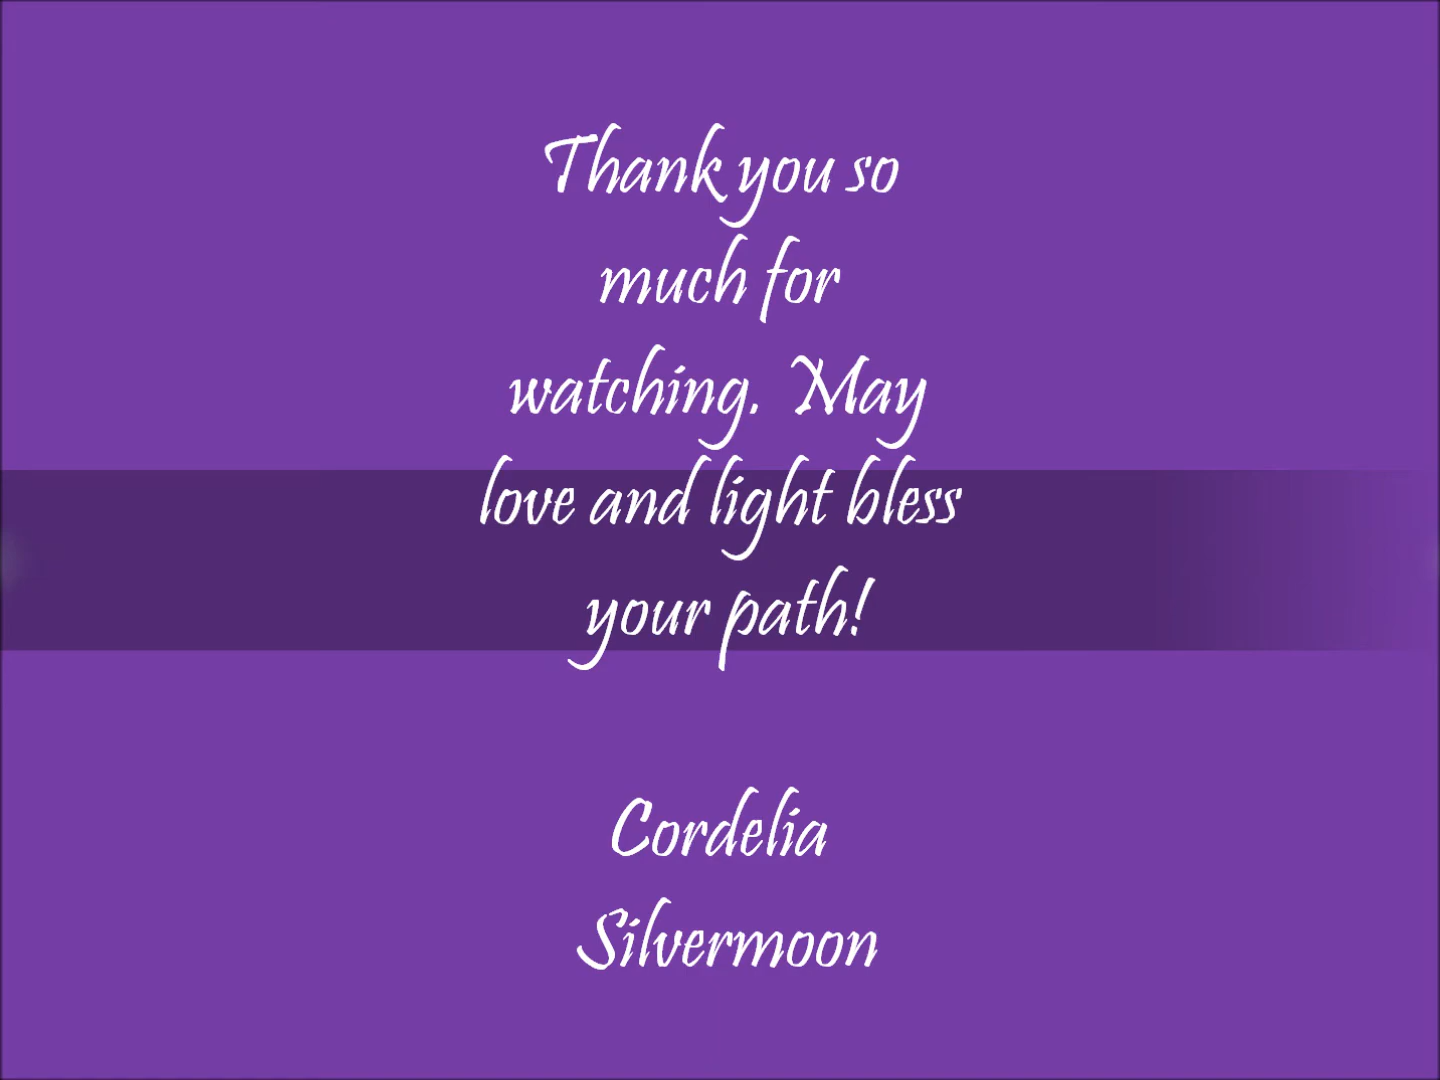 Thank you so
much for
watching.  May
love and light bless
your path!
Cordelia
Silvermoon